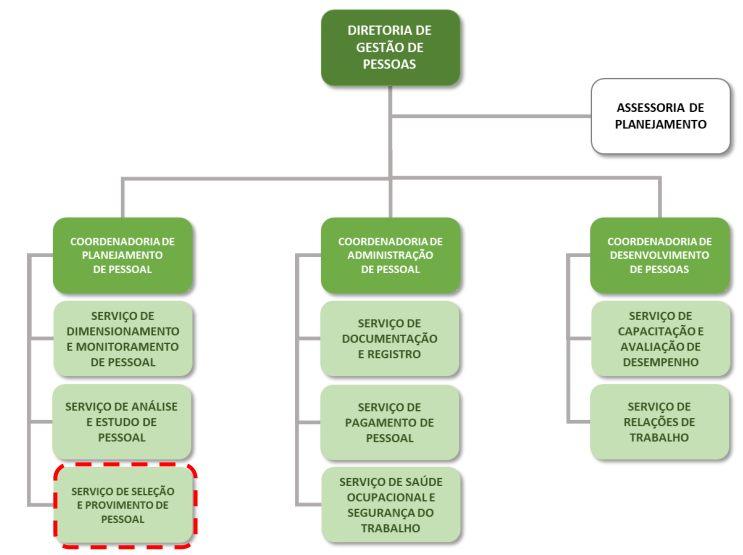 DIRETORIA DE
GESTÃO DE
PESSOAS
ASSESSORIA DE
PLANEJAMENTO
COORDENADORIA DE
PLANEJAMENTO
DE PESSOAL
COORDENADORIA DE
ADMINISTRAÇÃO
DE PESSOAL
COORDENADORIA DE
DESENVOLVIMENTO
DE PESSOAS
SERVIÇO DE
DIMENSIONAMENTO
E MONITORAMENTO
DE PESSOAL
SERVIÇO DE
DOCUMENTAÇÃO
E REGISTRO
SERVIÇO DE
CAPACITAÇÃO E
AVALIAÇÃO DE
DESEMPENHO
SERVIÇO DE ANÁLISE
E ESTUDO DE
PESSOAL
SERVIÇO DE
PAGAMENTO DE
PESSOAL
SERVIÇO DE
RELAÇÕES DE
TRABALHO
SERVIÇO DE SELEÇÃO
E PROVIMENTO DE
PESSOAL
SERVIÇO DE SAÚDE
OCUPACIONAL E
SEGURANÇA DO
TRABALHO